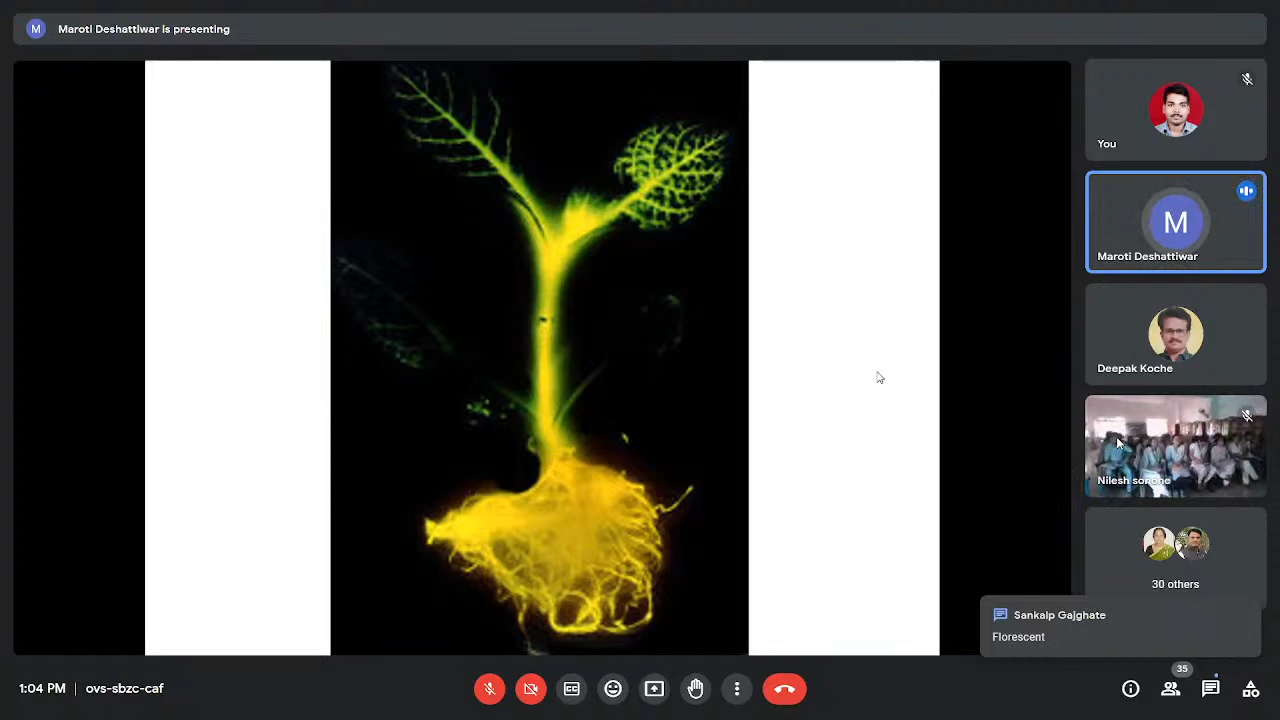 M
Maroti Deshattiwar is presenting
You
M
Maroti Deshattiwar
Deepak Koche
Nilesh sonone
30 others
Sankalp Gajghate
Florescent
1:04 PM | ovs-sbzc-caf
35